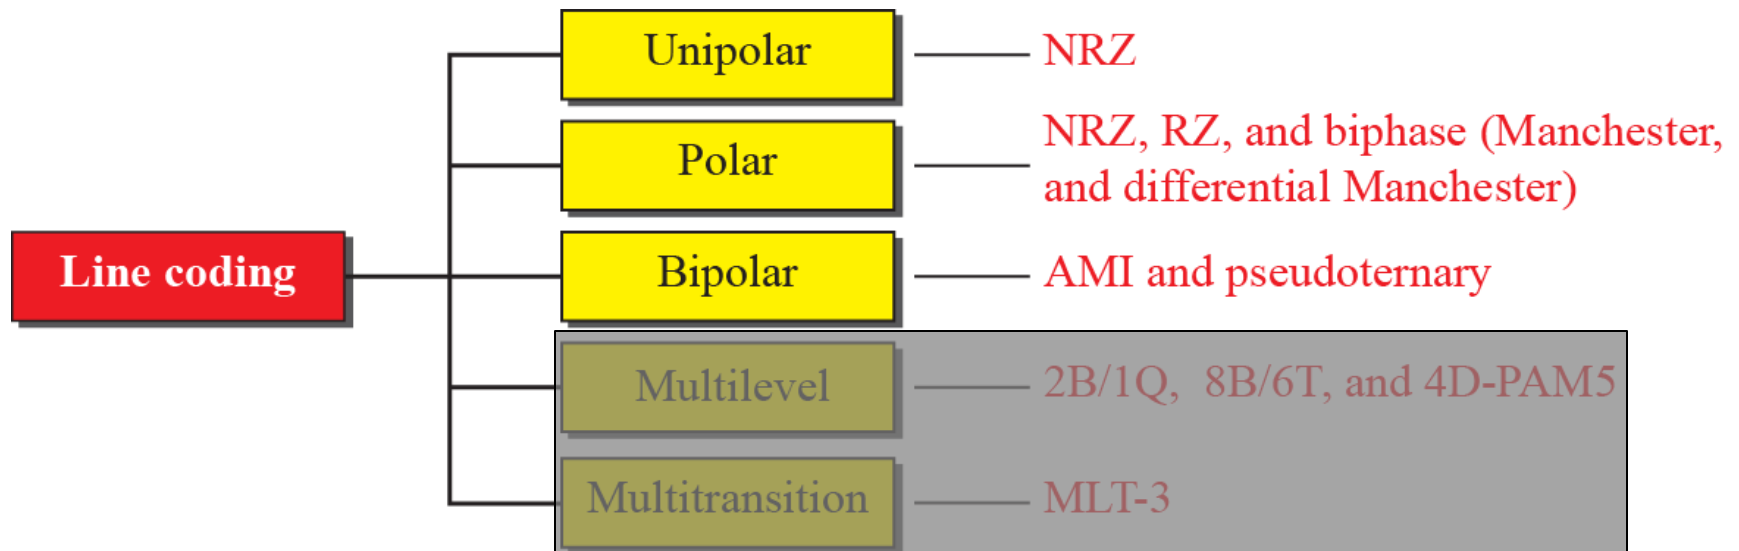 Unipolar
NRZ
Polar
NRZ, RZ, and biphase (Manchester,
and differential Manchester)
Line coding
Bipolar
AMI and pseudoternary
Multilevel
2B/1Q, 8B/6T, and 4D-PAM5
Multitransition
MLT-3